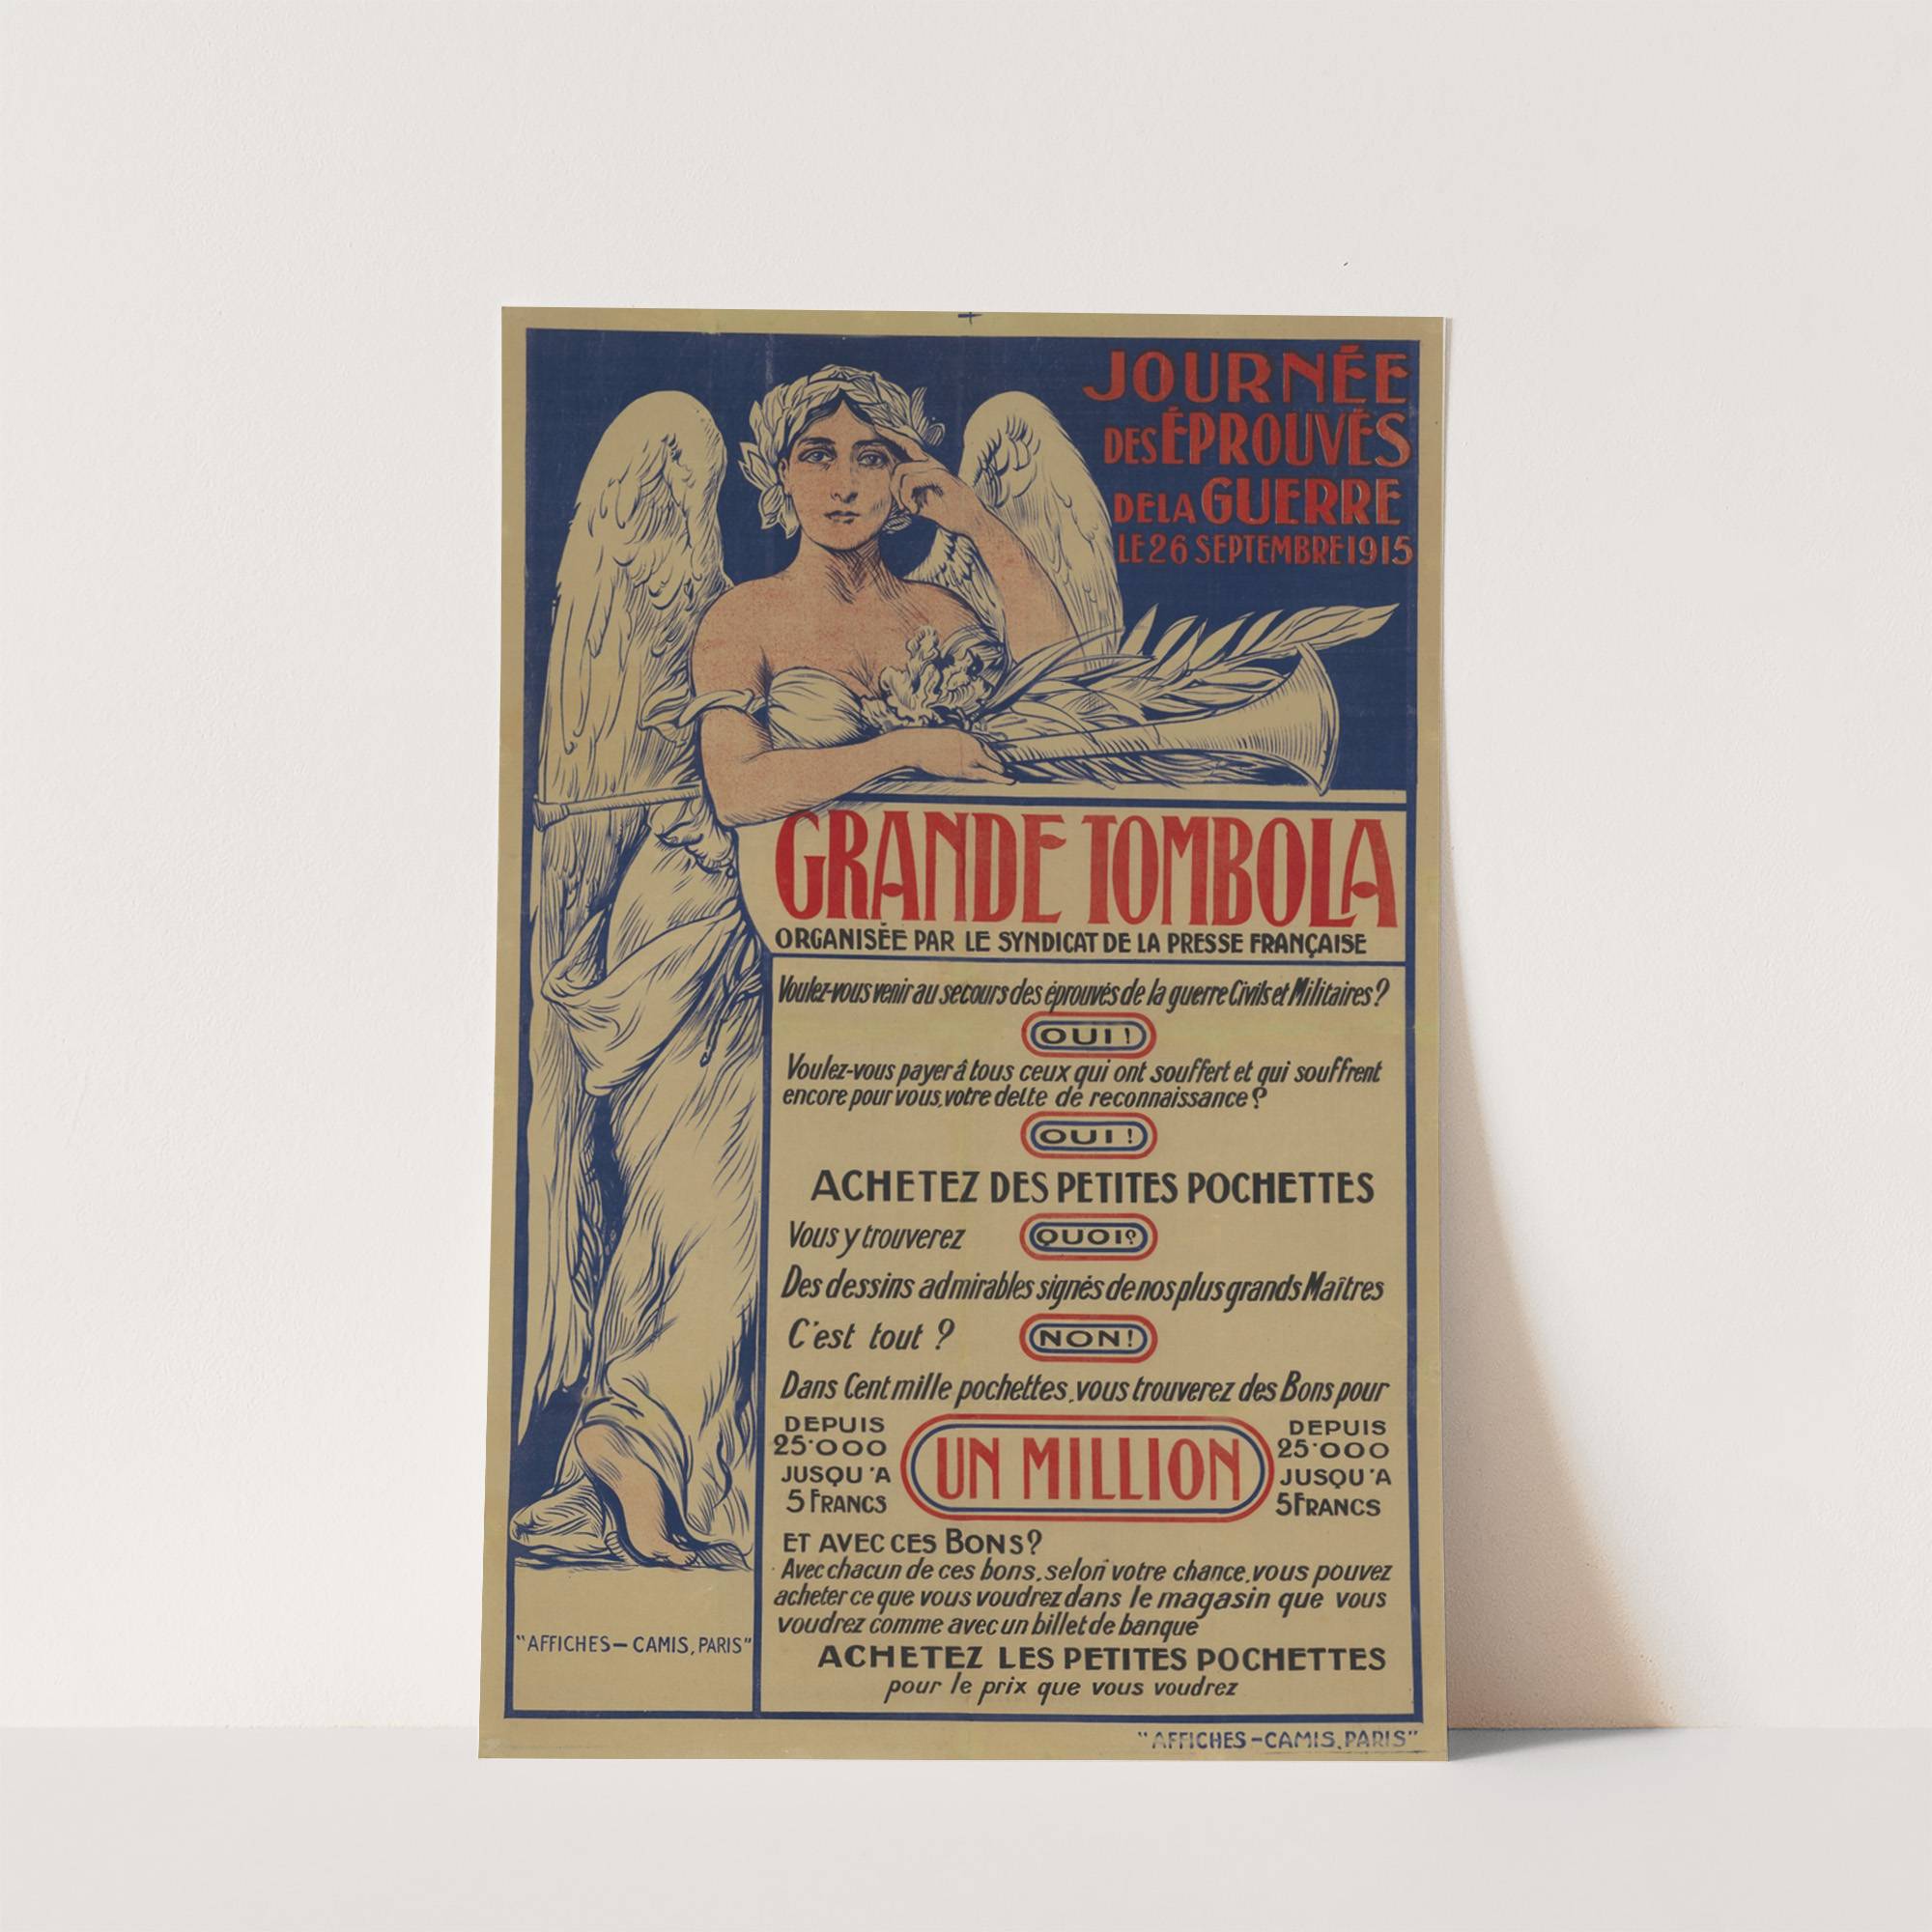 JOURNÉE
DES ÉPROUVÉS
DE LA GUERRE
LE 26 SEPTEMBRE 1915
GRANDE TOMBOLA
ORGANISÉE PAR LE SYNDICAT DE LA PRESSE FRANÇAISE
Voulez-vous venir au secours des éprouvés de la guerre Civils et Militaires?
OUI!
Voulez-vous payer à tous ceux qui ont souffert et qui souffrent
encore pour vous, votre dette de reconnaissance?
OUI!
ACHETEZ DES PETITES POCHETTES
Vous y trouverez QUOI?
Des dessins admirables signés de nos plus grands Maîtres
C'est tout? NON!
Dans Cent mille pochettes, vous trouverez des Bons pour
DEPUIS
25·000
JUSQU'A
5 FRANCS
UN MILLION
DEPUIS
25·000
JUSQU'A
5 FRANCS
ET AVEC CES BONS?
Avec chacun de ces bons, selon votre chance, vous pouvez
acheter ce que vous voudrez dans le magasin que vous
voudrez comme avec un billet de banque
ACHETEZ LES PETITES POCHETTES
pour le prix que vous voudrez
"AFFICHES-CAMIS, PARIS"
"AFFICHES-CAMIS, PARIS"